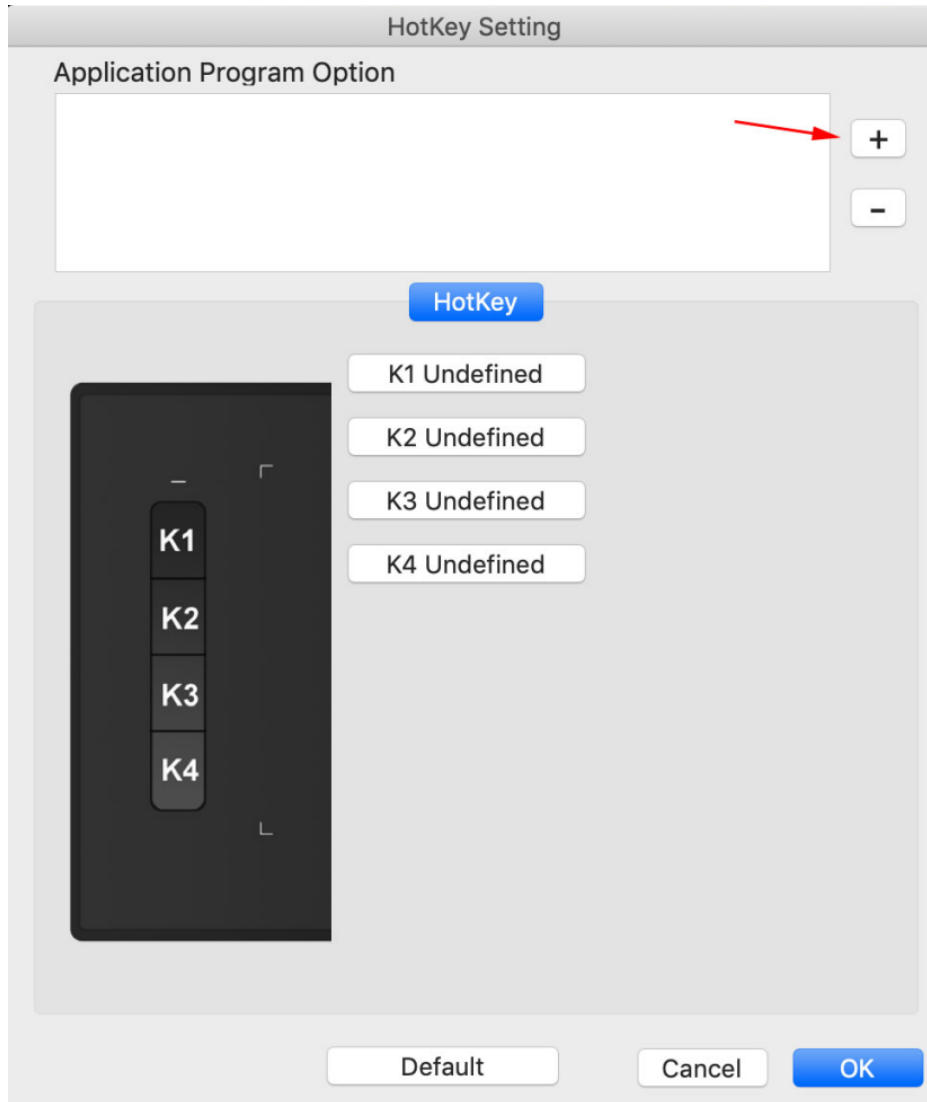 HotKey Setting
Application Program Option
+
-
HotKey
K1 Undefined
K2 Undefined
K3 Undefined
K4 Undefined
K1
K2
K3
K4
Default
Cancel
OK